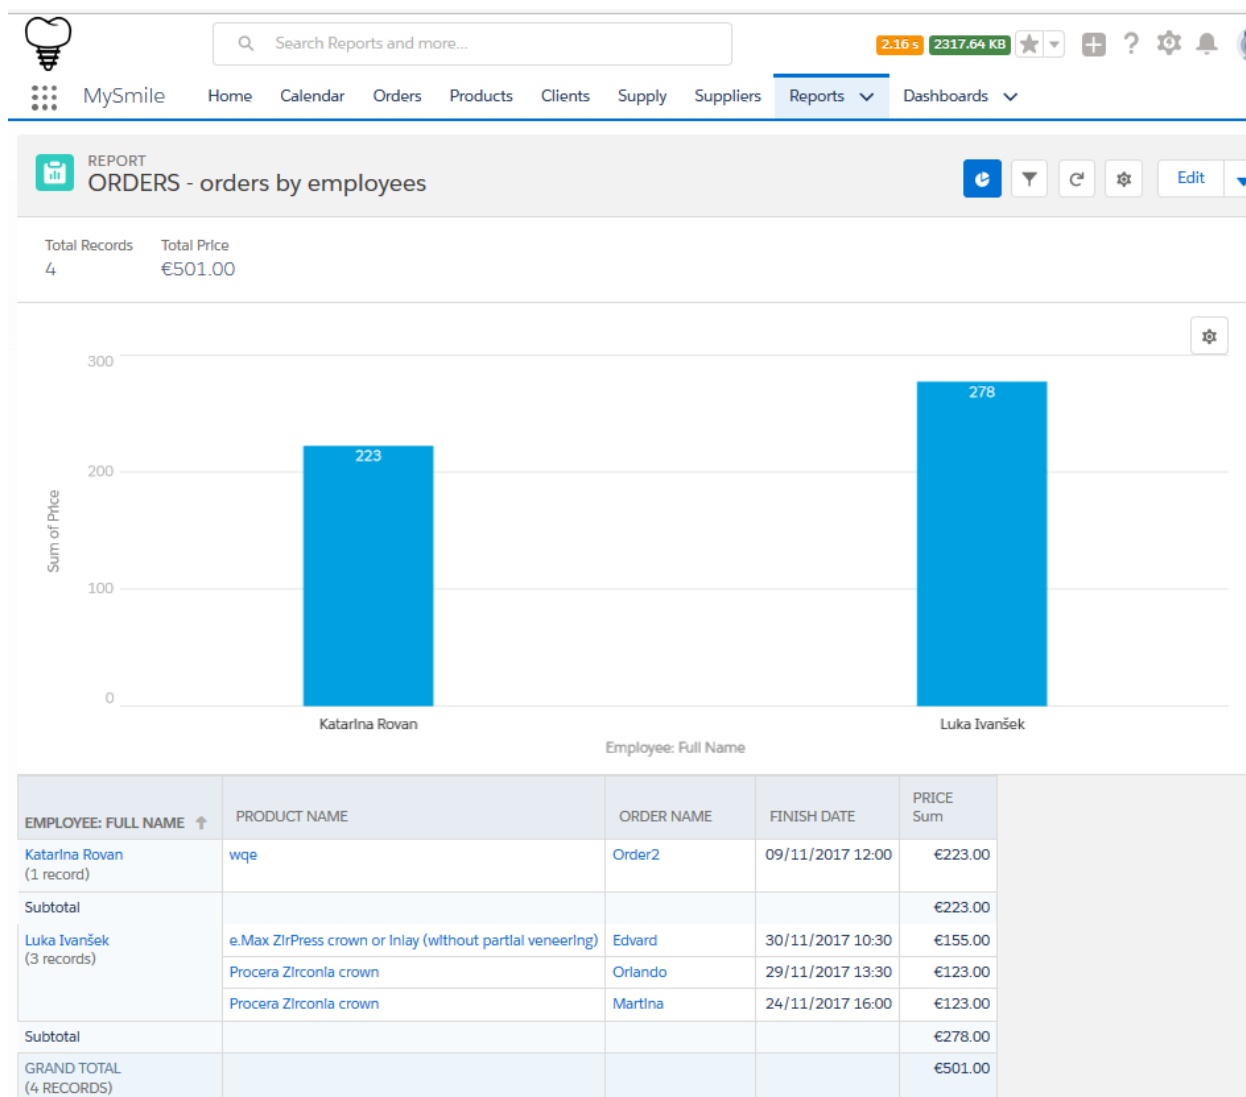 Search Reports and more...
2.16 s 2317.64 KB
MySmile Home Calendar Orders Products Clients Supply Suppliers Reports Dashboards
REPORT
ORDERS - orders by employees
Edit
Total Records Total Price
4 €501.00
300
278
223
200
Sum of Price
100
0
Katarina Rovan Luka Ivanšek
Employee: Full Name
EMPLOYEE: FULL NAME PRODUCT NAME ORDER NAME FINISH DATE PRICE Sum
Katarina Rovan wqe Order2 09/11/2017 12:00 €223.00
(1 record)
Subtotal €223.00
Luka Ivanšek e.Max ZirPress crown or inlay (without partial veneering) Edvard 30/11/2017 10:30 €155.00
(3 records)
Procera Zirconia crown Orlando 29/11/2017 13:30 €123.00
Procera Zirconia crown Martina 24/11/2017 16:00 €123.00
Subtotal €278.00
GRAND TOTAL €501.00
(4 RECORDS)